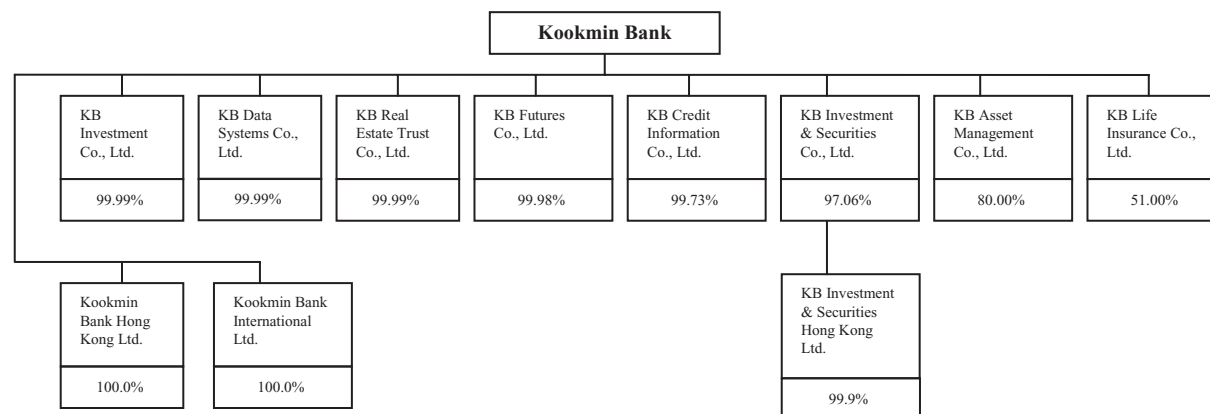 Kookmin Bank
KB
Investment
Co., Ltd.
99.99%
KB Data
Systems Co.,
Ltd.
99.99%
KB Real
Estate Trust
Co., Ltd.
99.99%
KB Futures
Co., Ltd.
99.98%
KB Credit
Information
Co., Ltd.
99.73%
KB Investment
& Securities
Co., Ltd.
97.06%
KB Asset
Management
Co., Ltd.
80.00%
KB Life
Insurance Co.,
Ltd.
51.00%
Kookmin
Bank Hong
Kong Ltd.
100.0%
Kookmin Bank
International
Ltd.
100.0%
KB Investment
& Securities
Hong Kong
Ltd.
99.9%